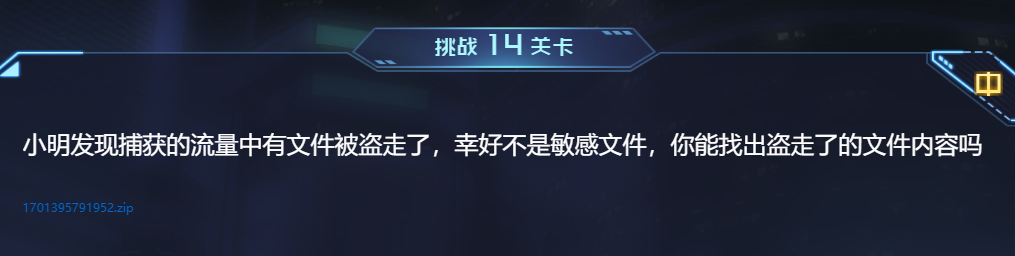 挑战 14 关卡
中
小明发现捕获的流量中有文件被盗走了，幸好不是敏感文件，你能找出盗走了的文件内容吗
1701395791952.zip